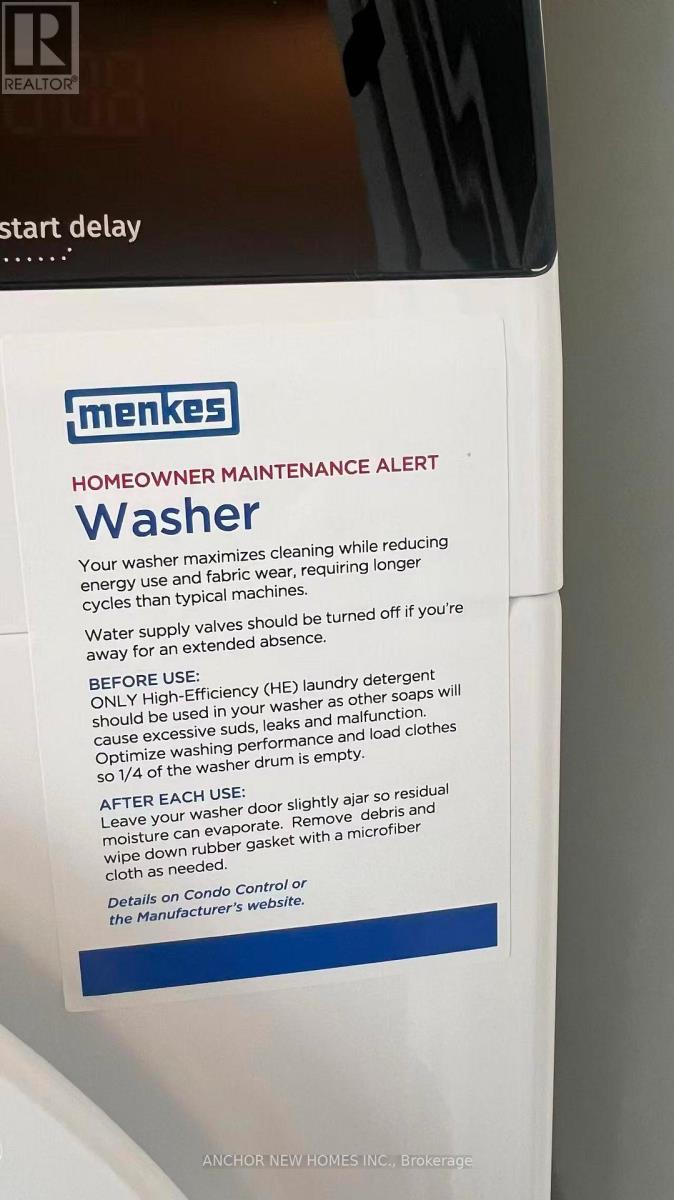 R
REALTOR®
start delay
menkes
HOMEOWNER MAINTENANCE ALERT
Washer
Your washer maximizes cleaning while reducing
energy use and fabric wear, requiring longer
cycles than typical machines.
Water supply valves should be turned off if you're
away for an extended absence.
BEFORE USE:
ONLY High-Efficiency (HE) laundry detergent
should be used in your washer as other soaps will
cause excessive suds, leaks and malfunction.
Optimize washing performance and load clothes
so 1/4 of the washer drum is empty.
AFTER EACH USE:
Leave your washer door slightly ajar so residual
moisture can evaporate. Remove debris and
wipe down rubber gasket with a microfiber
cloth as needed.
Details on Condo Control or
the Manufacturer's website.
ANCHOR NEW HOMES INC., Brokerage